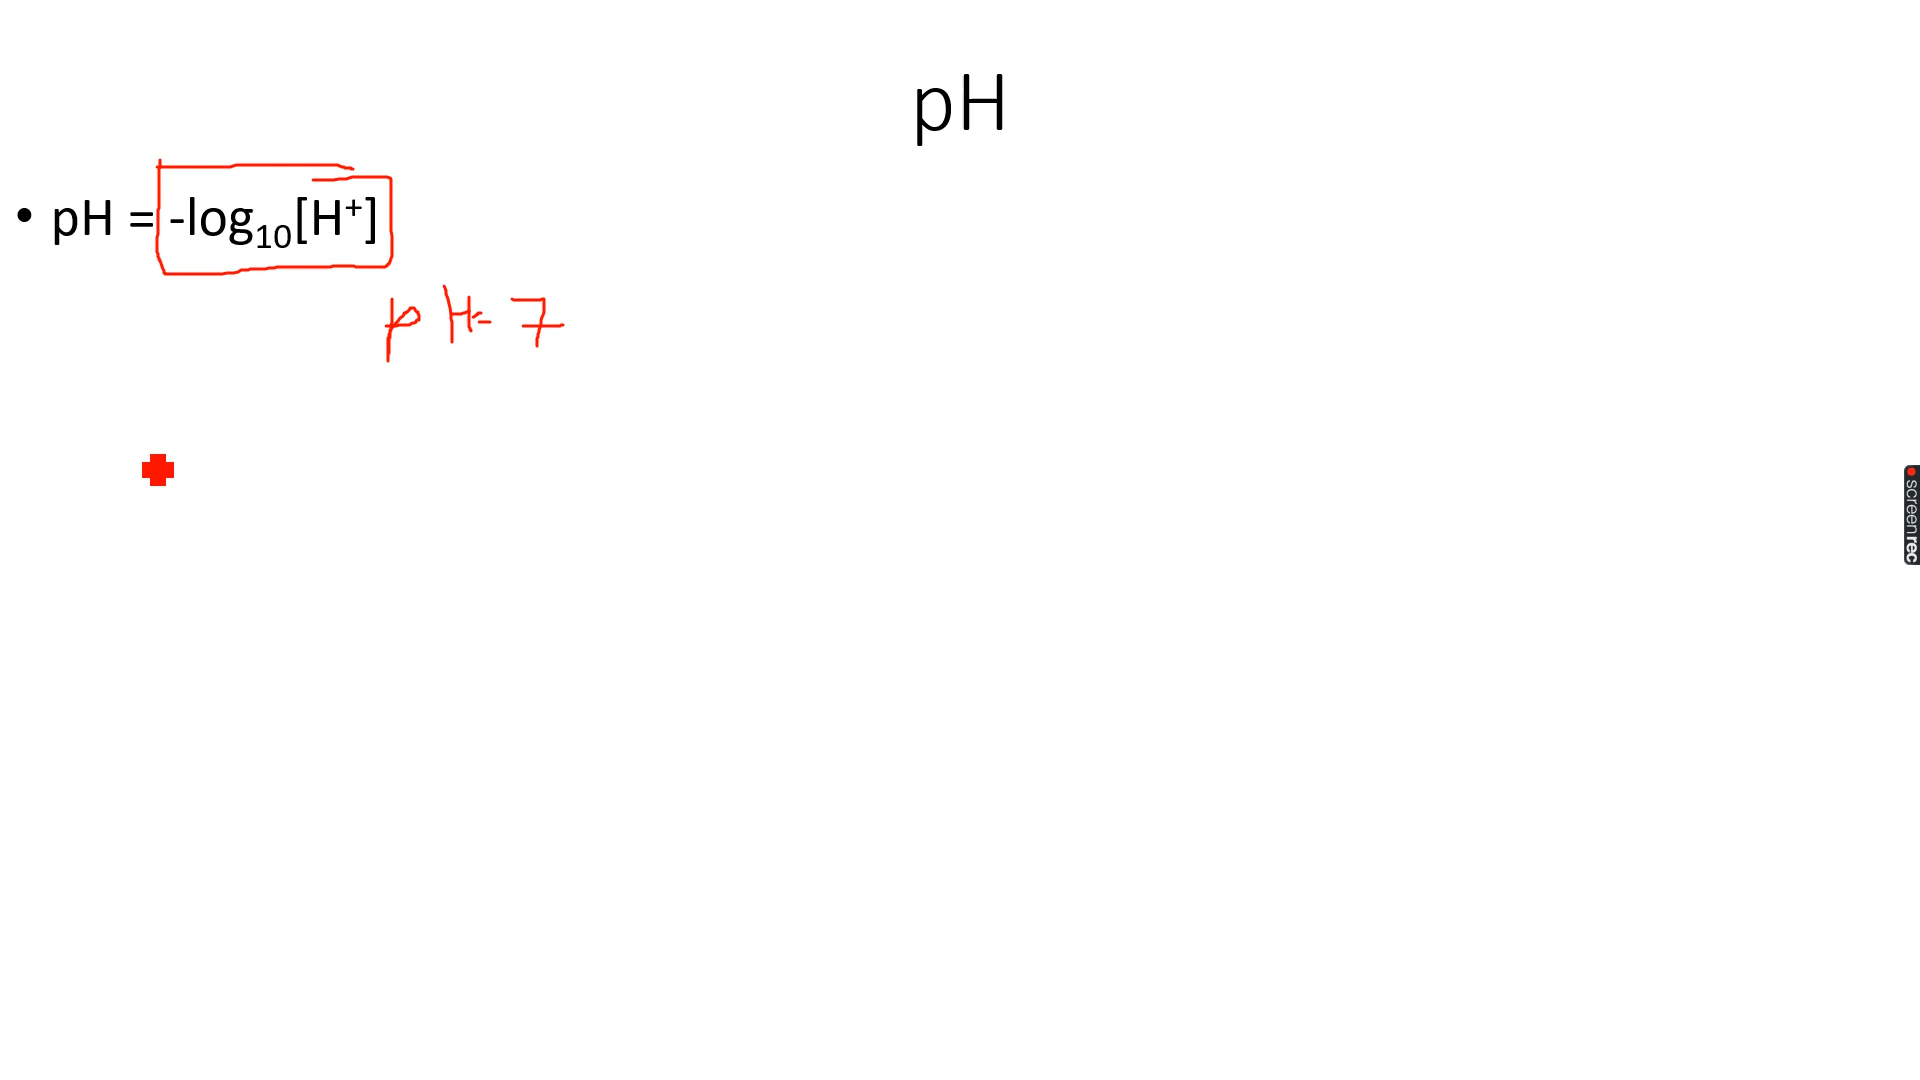 pH
• pH = -log₁₀[H⁺]
pH = 7
screenrec